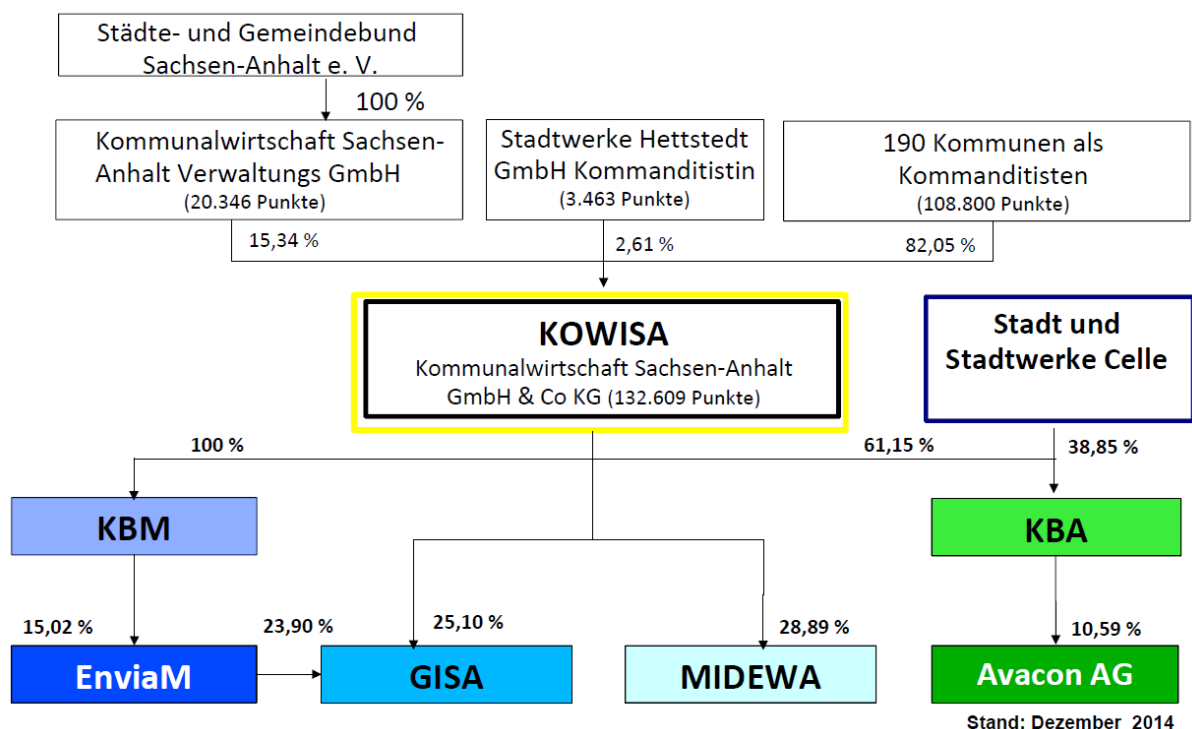 Städte- und Gemeindebund
Sachsen-Anhalt e. V.
100 %
Kommunalwirtschaft Sachsen-
Anhalt Verwaltungs GmbH
(20.346 Punkte)
Stadtwerke Hettstedt
GmbH Kommanditistin
(3.463 Punkte)
190 Kommunen als
Kommanditisten
(108.800 Punkte)
15,34 %
2,61 %
82,05 %
KOWISA
Kommunalwirtschaft Sachsen-Anhalt
GmbH & Co KG (132.609 Punkte)
Stadt und
Stadtwerke Celle
100 %
61,15 %
38,85 %
KBM
KBA
15,02 %
23,90 %
25,10 %
28,89 %
10,59 %
EnviaM
GISA
MIDEWA
Avacon AG
Stand: Dezember 2014